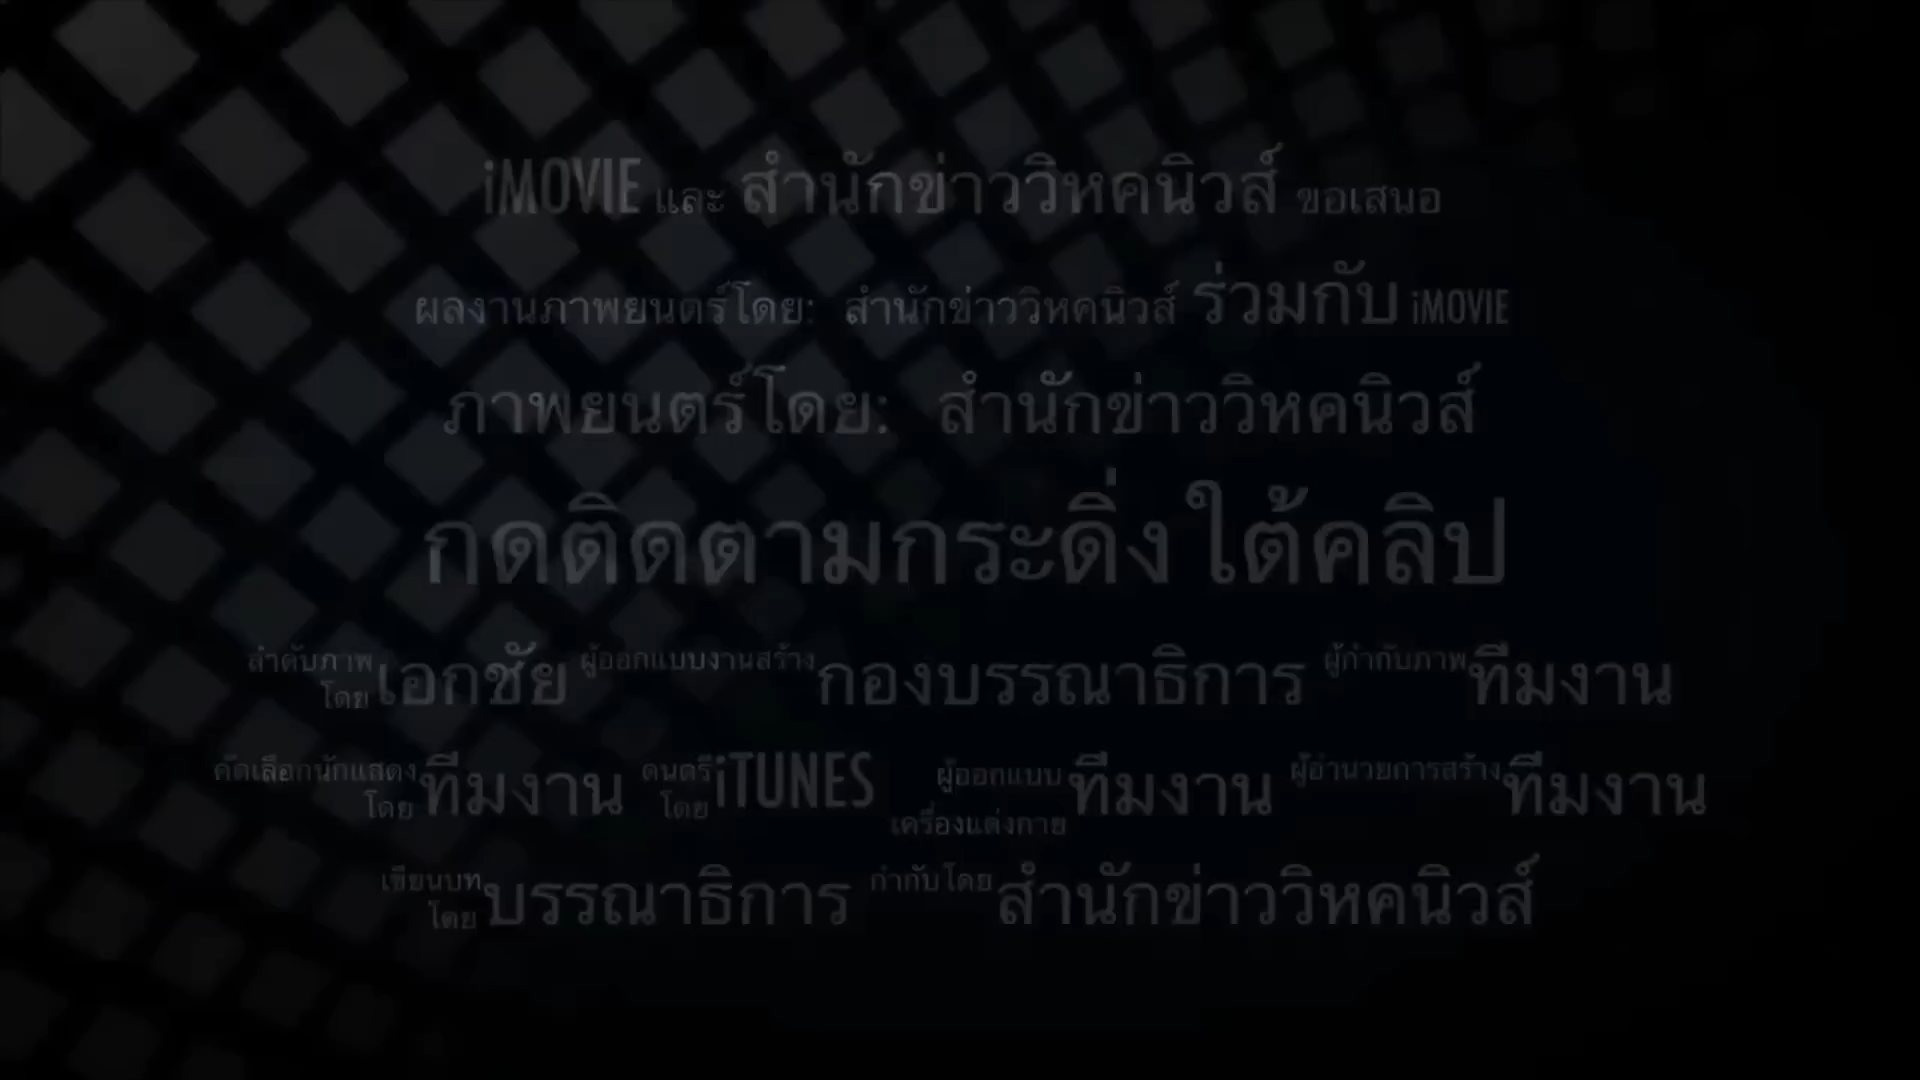 iMOVIE และ สำนักข่าววิหคนิวส์ ขอเสนอ
ผลงานภาพยนตร์โดย: สำนักข่าววิหคนิวส์ ร่วมกับ iMOVIE
ภาพยนตร์โดย: สำนักข่าววิหคนิวส์
กดติดตามกระดิ่งใต้คลิป
ลำดับภาพโดย เอกชัย ผู้ออกแบบงานสร้าง กองบรรณาธิการ ผู้กำกับภาพ ทีมงาน
คัดเลือกนักแสดงโดย ทีมงาน ดนตรีโดย iTUNES ผู้ออกแบบเครื่องแต่งกาย ทีมงาน ผู้อำนวยการสร้าง ทีมงาน
เขียนบทโดย บรรณาธิการ กำกับโดย สำนักข่าววิหคนิวส์